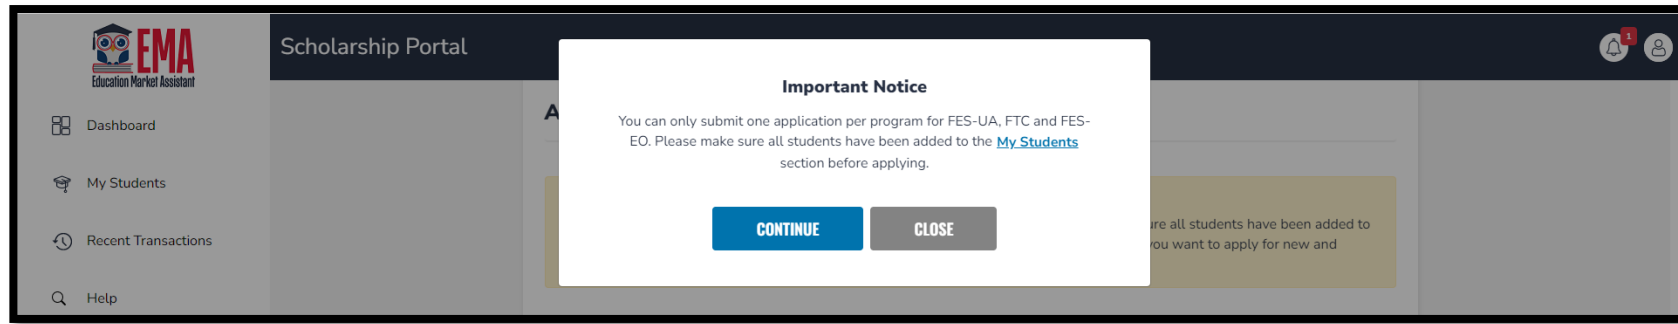 EMA
Education Market Assistant
Scholarship Portal
1
Dashboard
My Students
Recent Transactions
Help
A
Important Notice
You can only submit one application per program for FES-UA, FTC and FES-
EO. Please make sure all students have been added to the My Students
section before applying.
CONTINUE
CLOSE
ure all students have been added to
you want to apply for new and